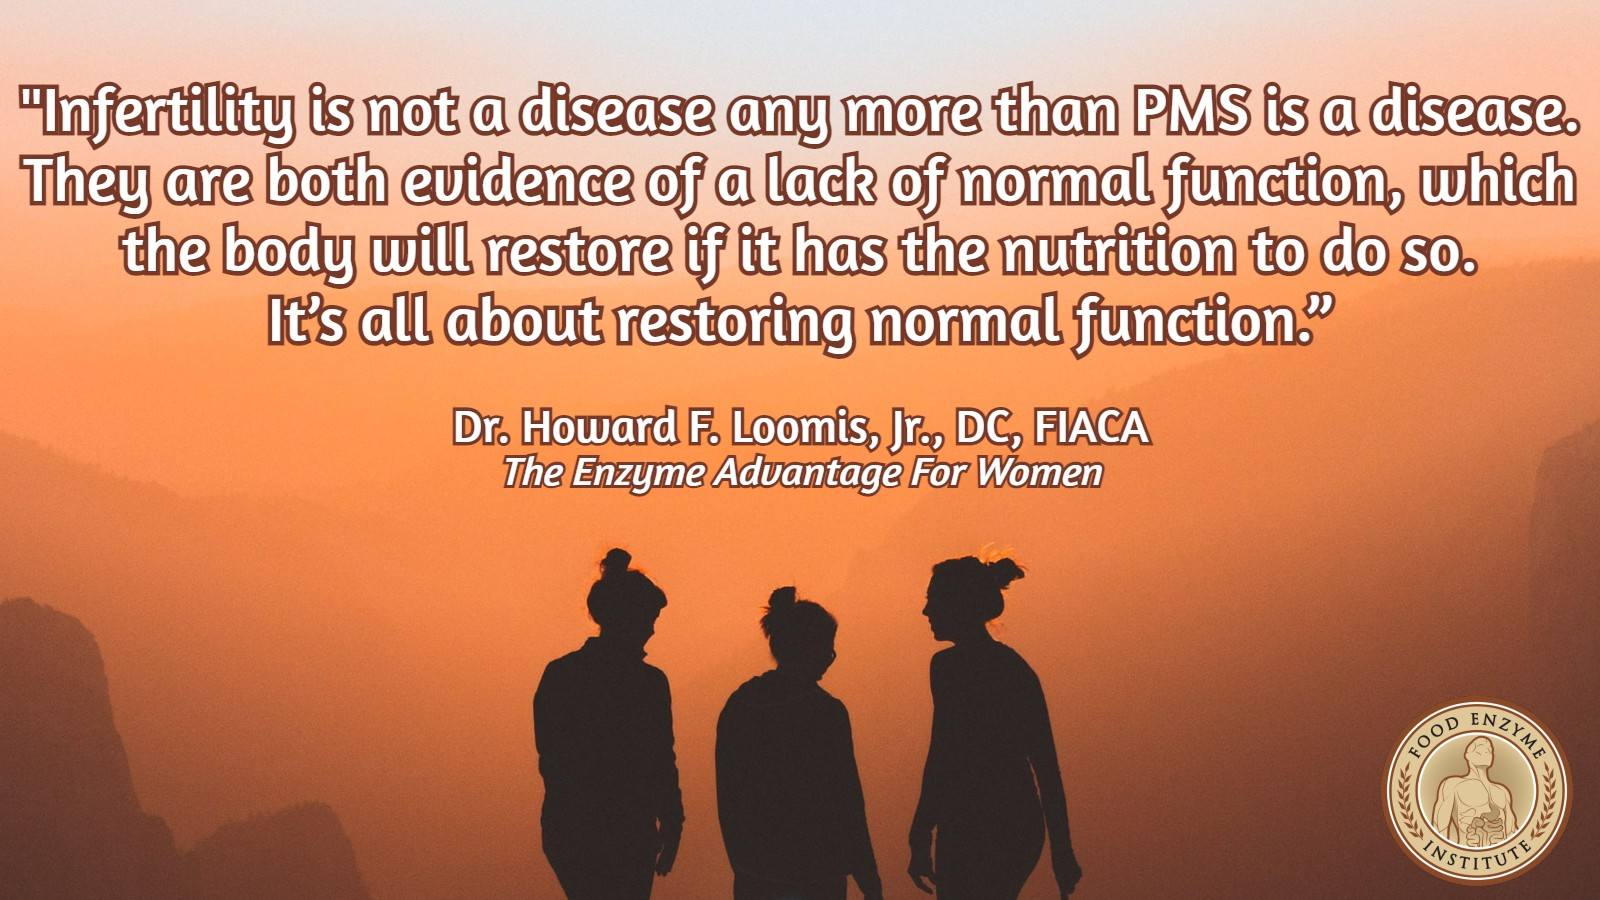 "Infertility is not a disease any more than PMS is a disease.
They are both evidence of a lack of normal function, which
the body will restore if it has the nutrition to do so.
It’s all about restoring normal function.”
Dr. Howard F. Loomis, Jr., DC, FIACA
The Enzyme Advantage For Women
FOOD ENZYME
INSTITUTE